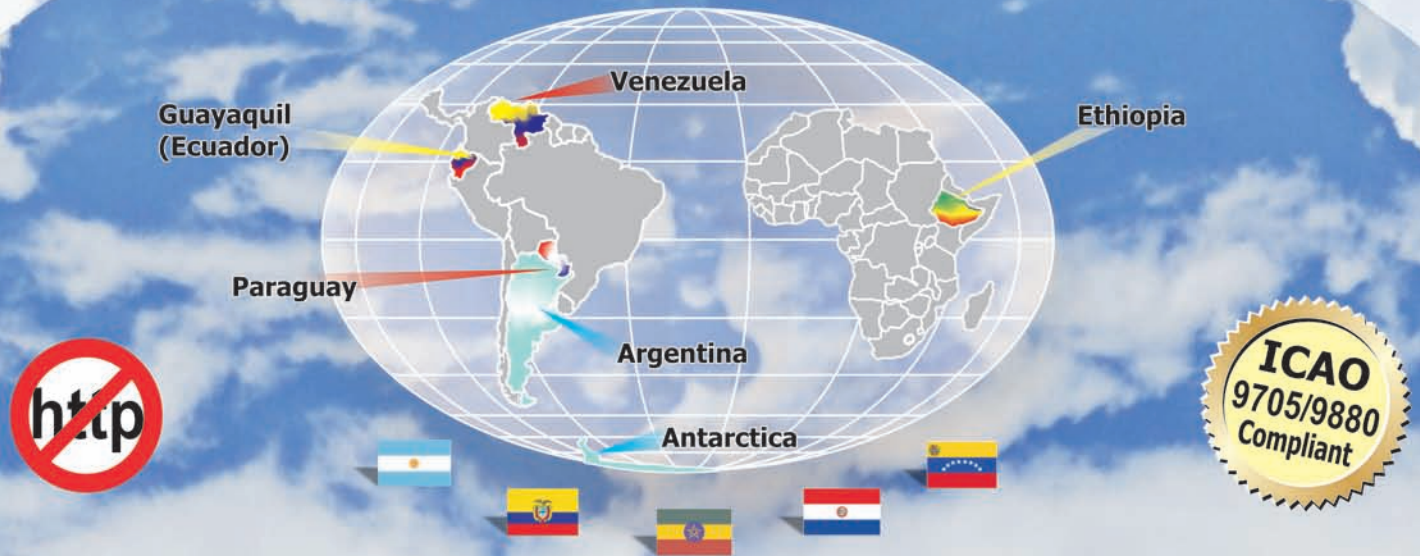 Venezuela
Guayaquil
(Ecuador)
Ethiopia
Paraguay
Argentina
Antarctica
http
ICAO
9705/9880
Compliant